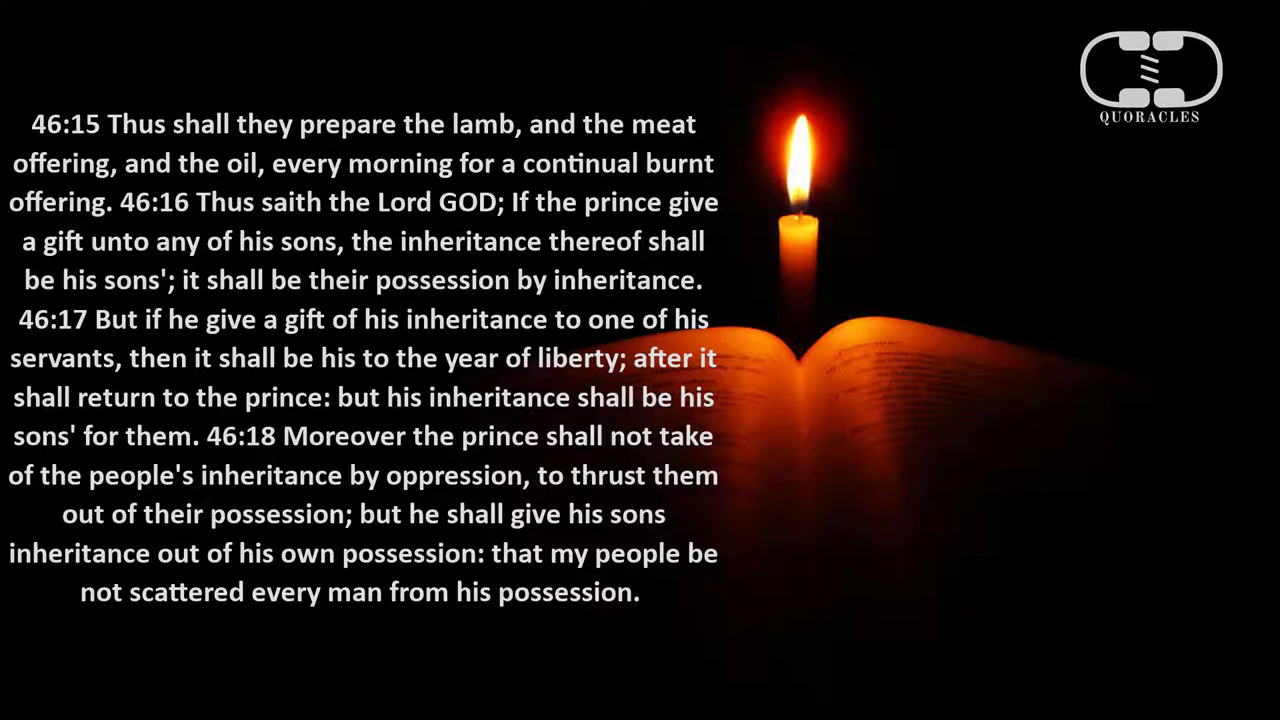 46:15 Thus shall they prepare the lamb, and the meat
offering, and the oil, every morning for a continual burnt
offering. 46:16 Thus saith the Lord GOD; If the prince give
a gift unto any of his sons, the inheritance thereof shall
be his sons'; it shall be their possession by inheritance.
46:17 But if he give a gift of his inheritance to one of his
servants, then it shall be his to the year of liberty; after it
shall return to the prince: but his inheritance shall be his
sons' for them. 46:18 Moreover the prince shall not take
of the people's inheritance by oppression, to thrust them
out of their possession; but he shall give his sons
inheritance out of his own possession: that my people be
not scattered every man from his possession.
QUORACLES